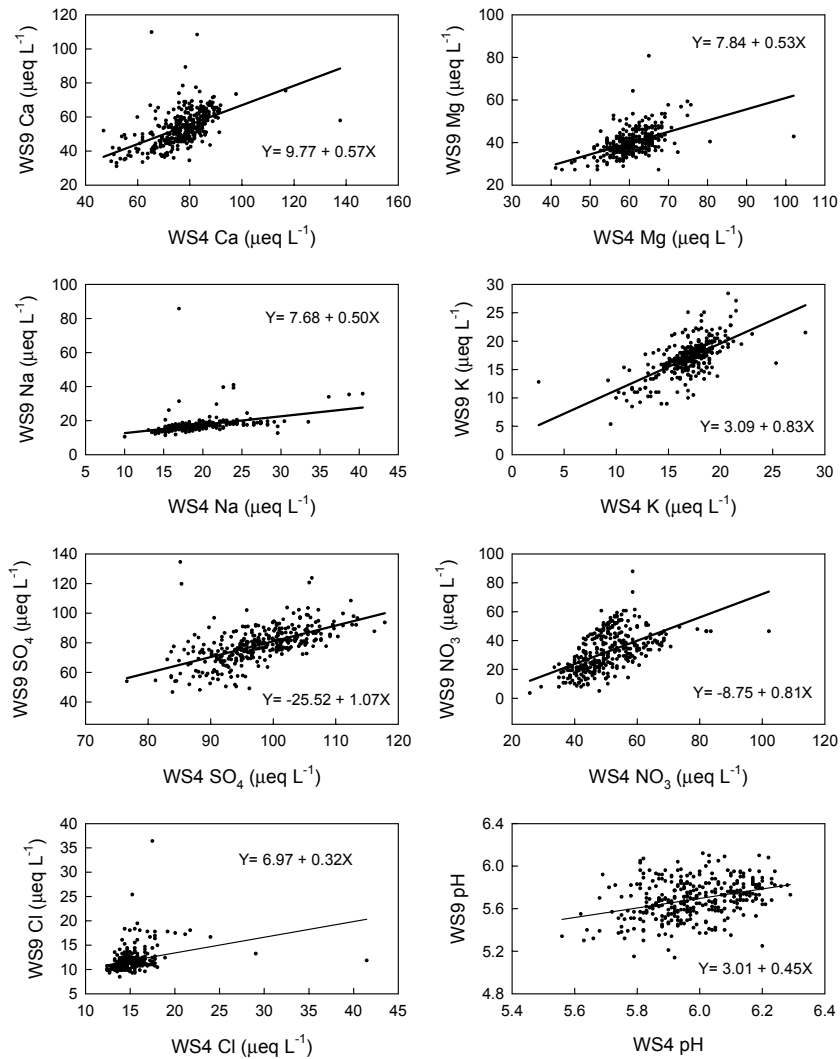 120
100
80
60
40
20
WS9 Ca (μeq L⁻¹)
Y= 9.77 + 0.57X
40 60 80 100 120 140 160
WS4 Ca (μeq L⁻¹)
100
80
60
40
20
WS9 Mg (μeq L⁻¹)
Y= 7.84 + 0.53X
30 40 50 60 70 80 90 100 110
WS4 Mg (μeq L⁻¹)
100
80
60
40
20
0
WS9 Na (μeq L⁻¹)
Y= 7.68 + 0.50X
5 10 15 20 25 30 35 40 45
WS4 Na (μeq L⁻¹)
30
25
20
15
10
5
0
WS9 K (μeq L⁻¹)
Y= 3.09 + 0.83X
0 5 10 15 20 25 30
WS4 K (μeq L⁻¹)
140
120
100
80
60
40
WS9 SO₄ (μeq L⁻¹)
Y= -25.52 + 1.07X
70 80 90 100 110 120
WS4 SO₄ (μeq L⁻¹)
100
80
60
40
20
0
WS9 NO₃ (μeq L⁻¹)
Y= -8.75 + 0.81X
20 40 60 80 100 120
WS4 NO₃ (μeq L⁻¹)
40
35
30
25
20
15
10
5
WS9 Cl (μeq L⁻¹)
Y= 6.97 + 0.32X
10 15 20 25 30 35 40 45
WS4 Cl (μeq L⁻¹)
6.4
6.0
5.6
5.2
4.8
WS9 pH
Y= 3.01 + 0.45X
5.4 5.6 5.8 6.0 6.2 6.4
WS4 pH